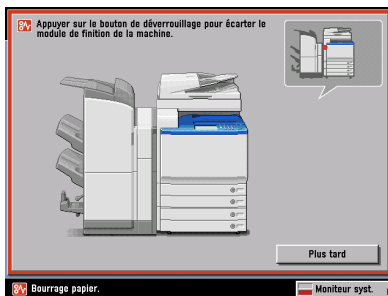 Appuyer sur le bouton de déverrouillage pour écarter le
module de finition de la machine.
Plus tard
Bourrage papier.
Moniteur syst.